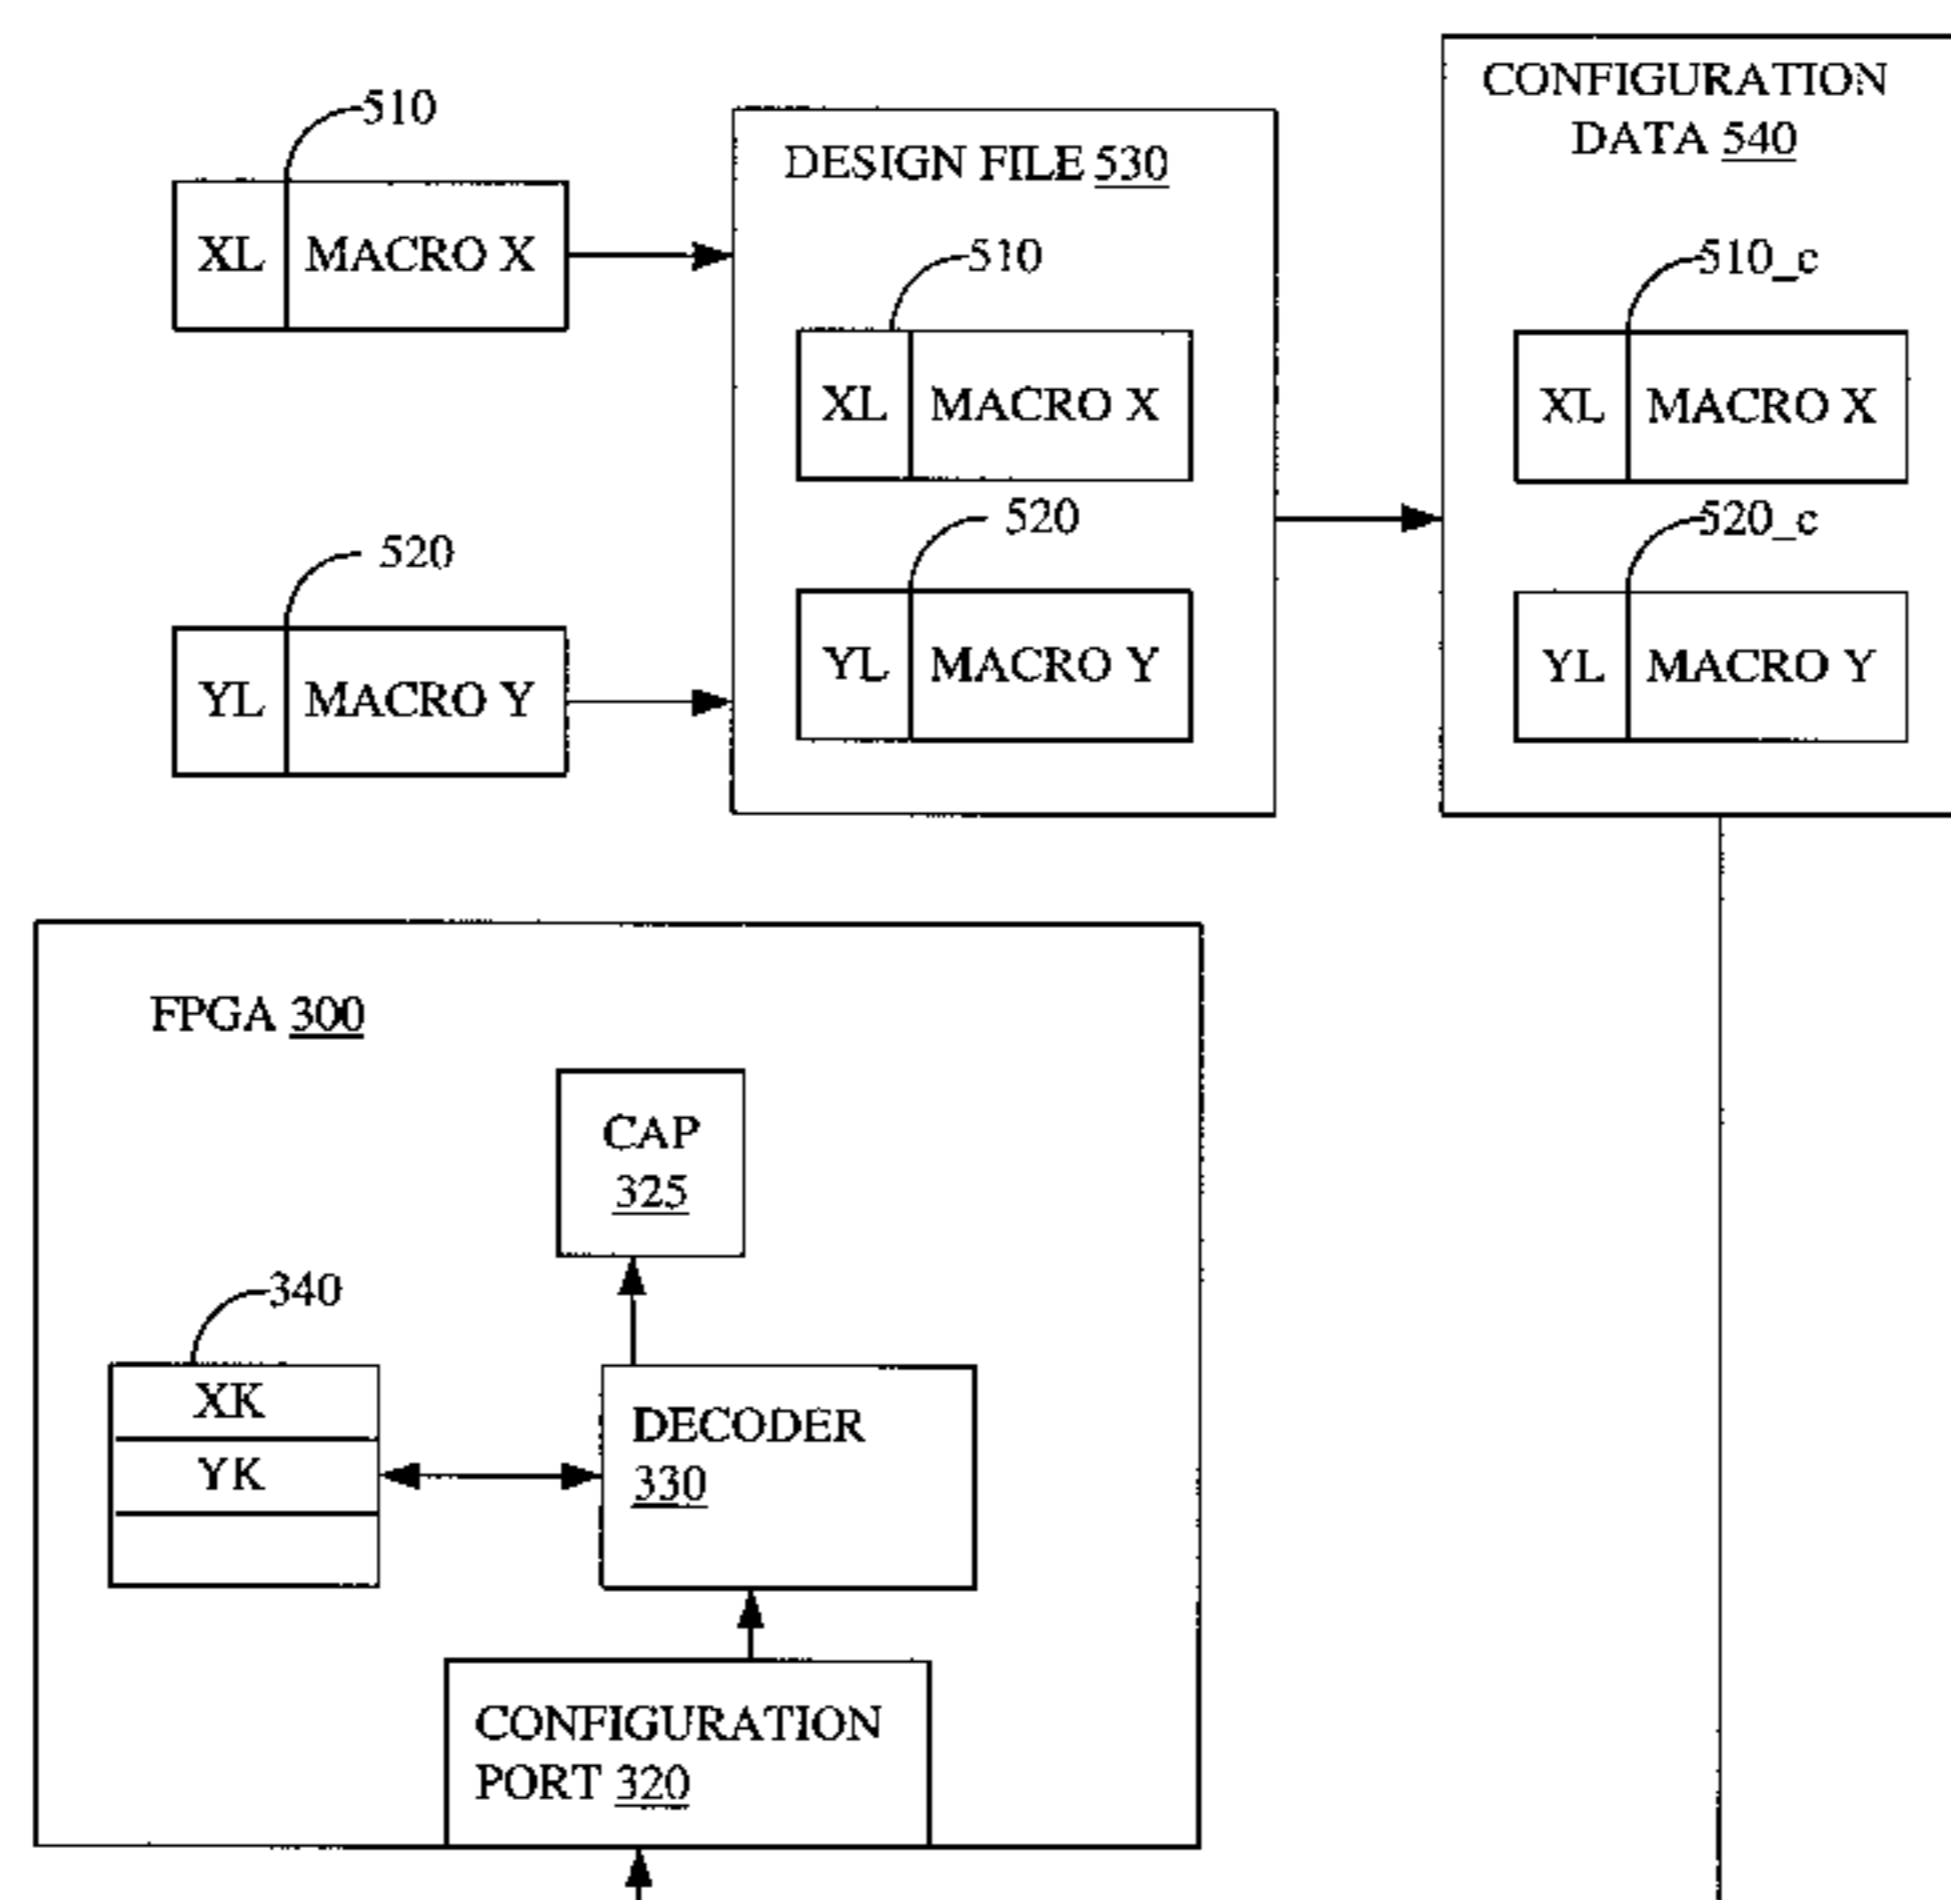 510
XL MACRO X
520
YL MACRO Y
DESIGN FILE 530
510
XL MACRO X
520
YL MACRO Y
CONFIGURATION
DATA 540
510_c
XL MACRO X
520_c
YL MACRO Y
FPGA 300
CAP
325
340
XK
YK
DECODER
330
CONFIGURATION
PORT 320